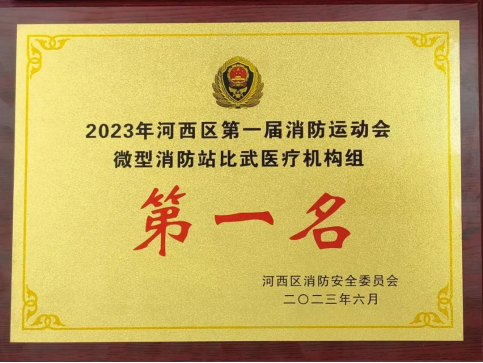 2023年河西区第一届消防运动会
微型消防站比武医疗机构组
第一名
河西区消防安全委员会
二〇二三年六月